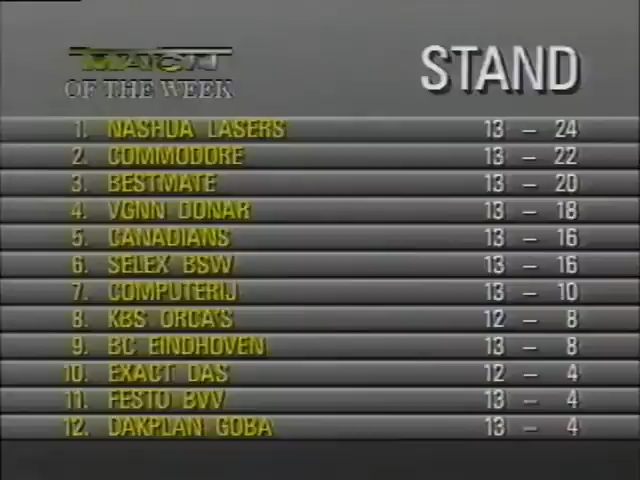 MATCH
OF THE WEEK
STAND
1. NASHUA LASERS 13 – 24
2. COMMODORE 13 – 22
3. BESTMATE 13 – 20
4. VGNN DONAR 13 – 18
5. CANADIANS 13 – 16
6. SELEX BSW 13 – 16
7. COMPUTERIJ 13 – 10
8. KBS ORCA'S 12 – 8
9. BC EINDHOVEN 13 – 8
10. EXACT DAS 12 – 4
11. FESTO BVV 13 – 4
12. DAKPLAN GOBA 13 – 4